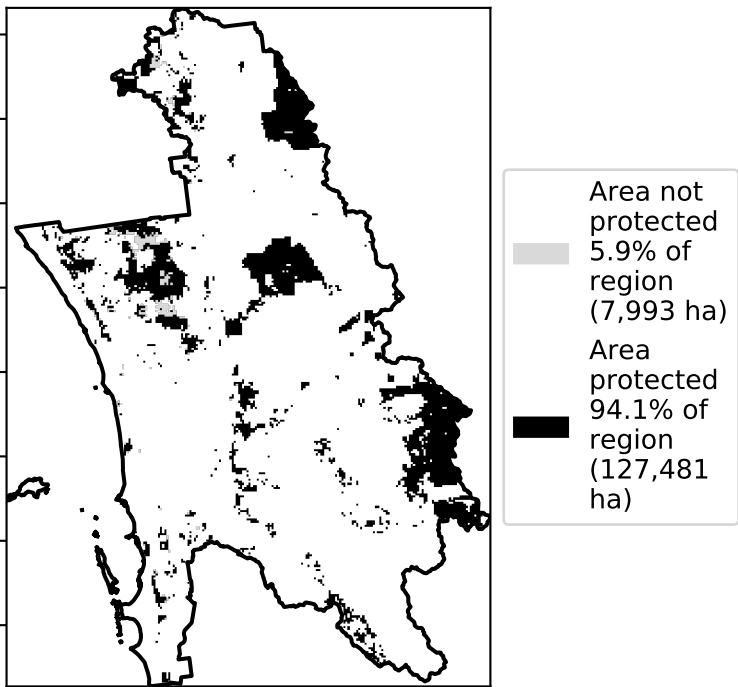 Area not
protected
5.9% of
region
(7,993 ha)
Area
protected
94.1% of
region
(127,481
ha)